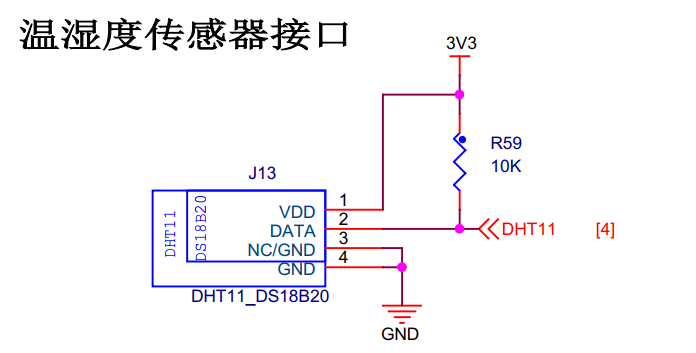 温湿度传感器接口
3V3
R59
10K
J13
DHT11
DS18B20
VDD 1
DATA 2
NC/GND 3
GND 4
DHT11 [4]
DHT11_DS18B20
GND